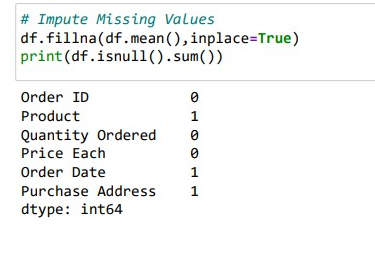 # Impute Missing Values
df.fillna(df.mean(),inplace=True)
print(df.isnull().sum())
Order ID 0
Product 1
Quantity Ordered 0
Price Each 0
Order Date 1
Purchase Address 1
dtype: int64